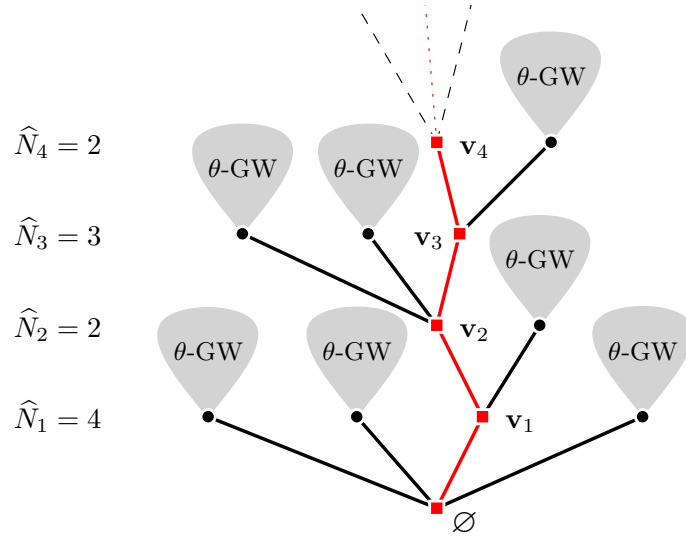 θ-GW
N̂₄ = 2
v₄
θ-GW
θ-GW
N̂₃ = 3
v₃
θ-GW
N̂₂ = 2
v₂
θ-GW
θ-GW
θ-GW
N̂₁ = 4
v₁
∅